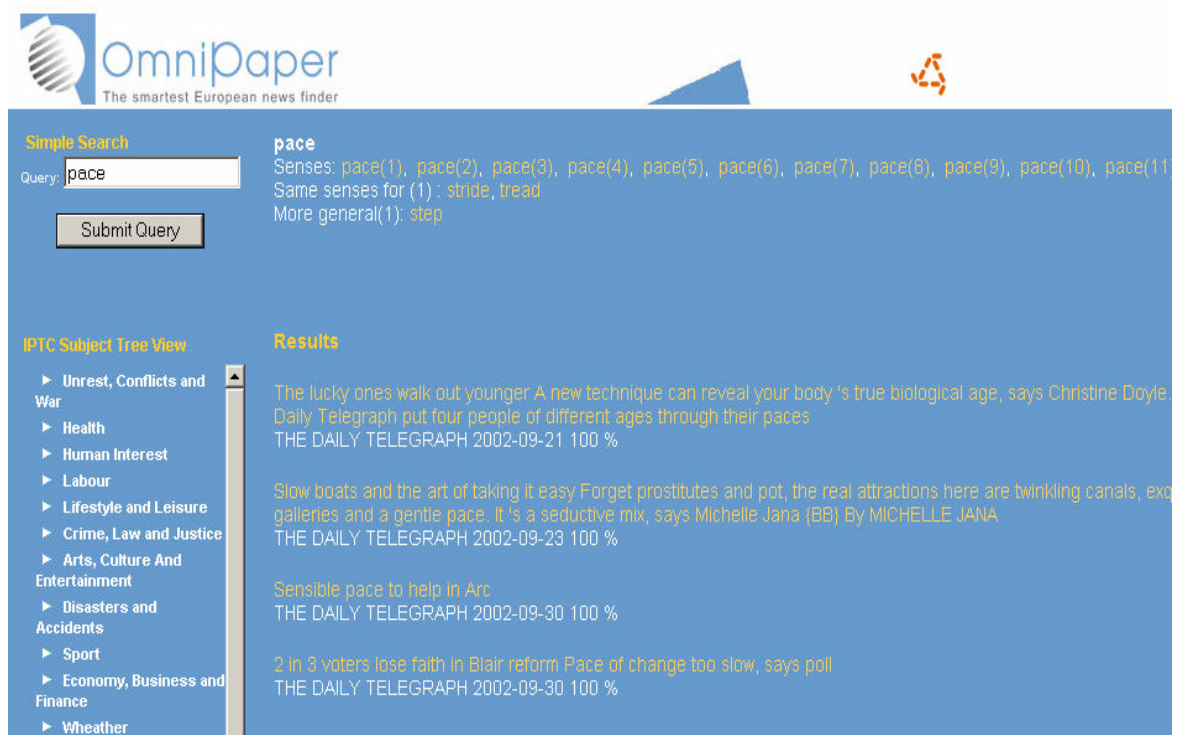 OmniPaper
The smartest European news finder
Simple Search
Query: pace
Submit Query
pace
Senses: pace(1), pace(2), pace(3), pace(4), pace(5), pace(6), pace(7), pace(8), pace(9), pace(10), pace(11
Same senses for (1) : stride, tread
More general(1): step
IPTC Subject Tree View
Unrest, Conflicts and
War
Health
Human Interest
Labour
Lifestyle and Leisure
Crime, Law and Justice
Arts, Culture And
Entertainment
Disasters and
Accidents
Sport
Economy, Business and
Finance
Wheather
Results
The lucky ones walk out younger A new technique can reveal your body 's true biological age, says Christine Doyle.
Daily Telegraph put four people of different ages through their paces
THE DAILY TELEGRAPH 2002-09-21 100 %
Slow boats and the art of taking it easy Forget prostitutes and pot, the real attractions here are twinkling canals,
galleries and a gentle pace. It 's a seductive mix, says Michelle Jana {BB} By MICHELLE JANA
THE DAILY TELEGRAPH 2002-09-23 100 %
Sensible pace to help in Arc
THE DAILY TELEGRAPH 2002-09-30 100 %
2 in 3 voters lose faith in Blair reform Pace of change too slow, says poll
THE DAILY TELEGRAPH 2002-09-30 100 %